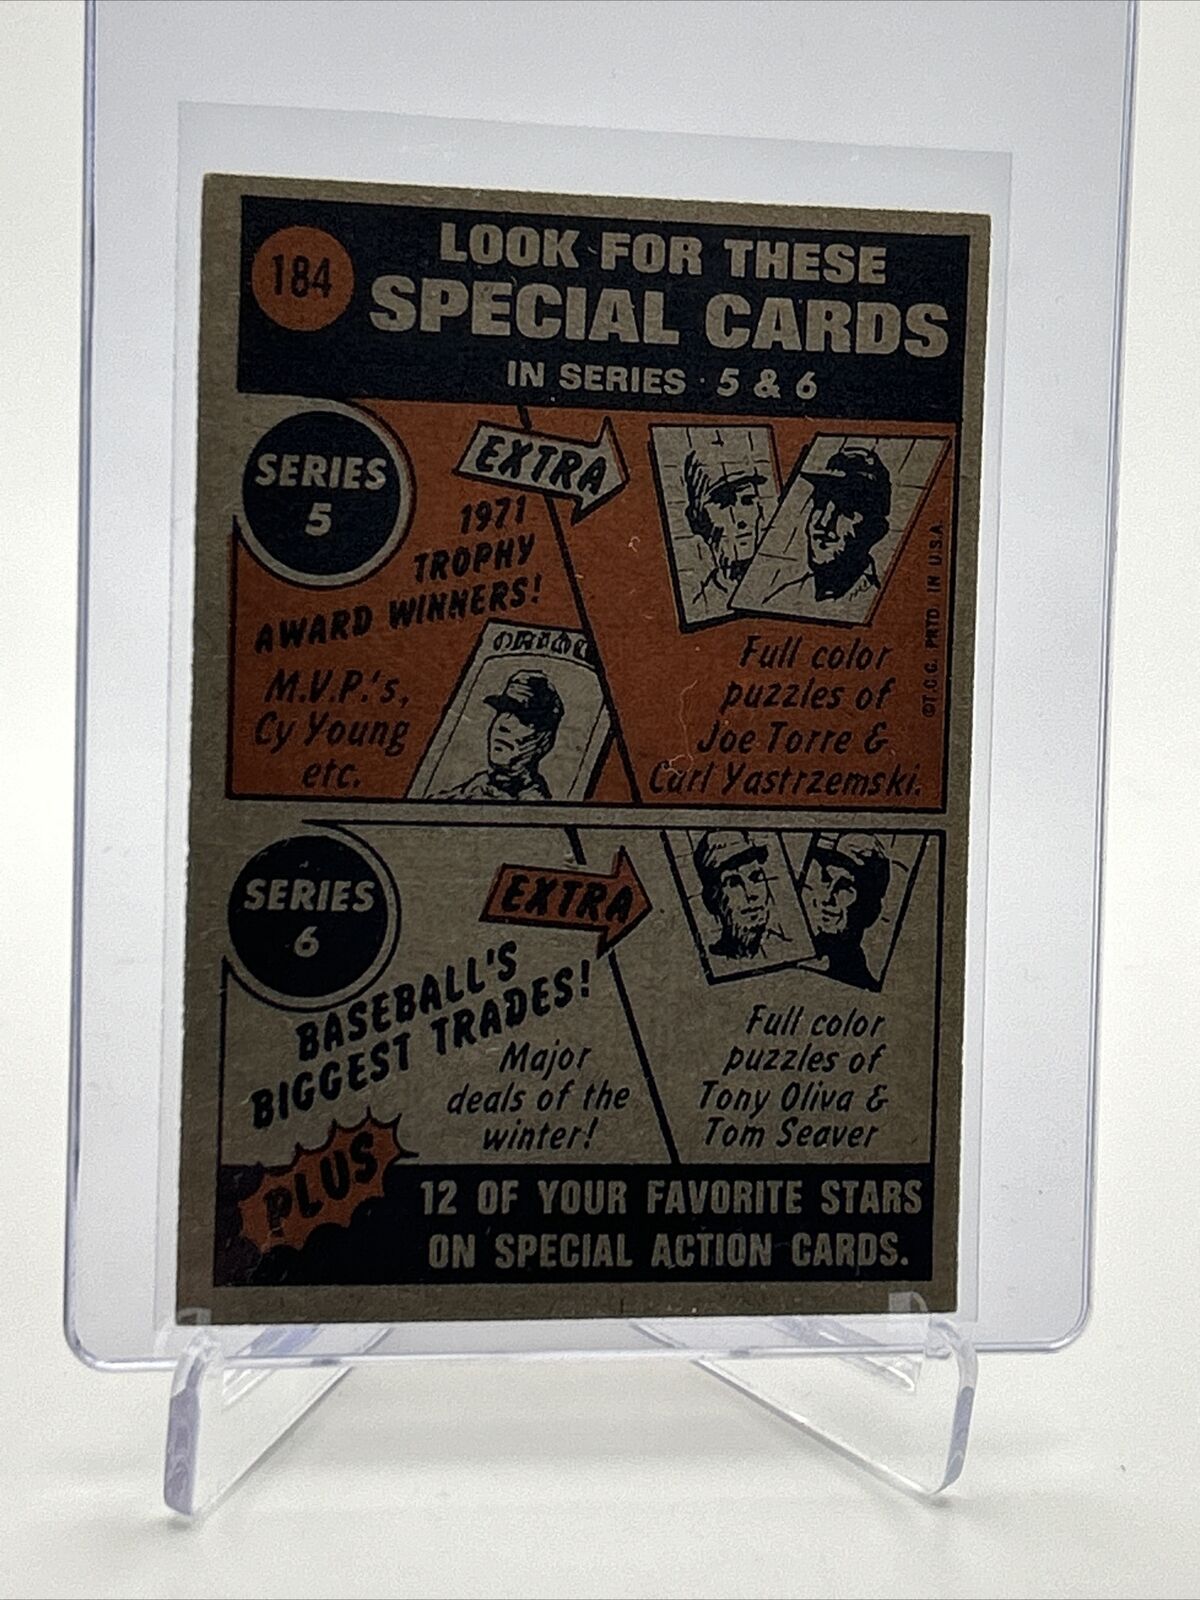 184
LOOK FOR THESE
SPECIAL CARDS
IN SERIES · 5 & 6
SERIES
5
EXTRA
1971
TROPHY
AWARD WINNERS!
M.V.P.'s,
Cy Young
etc.
Full color
puzzles of
Joe Torre &
Carl Yastrzemski.
©T.C.G. PRTD. IN U.S.A.
SERIES
6
EXTRA
BASEBALL'S
BIGGEST TRADES!
Major
deals of the
winter!
Full color
puzzles of
Tony Oliva &
Tom Seaver
PLUS
12 OF YOUR FAVORITE STARS
ON SPECIAL ACTION CARDS.